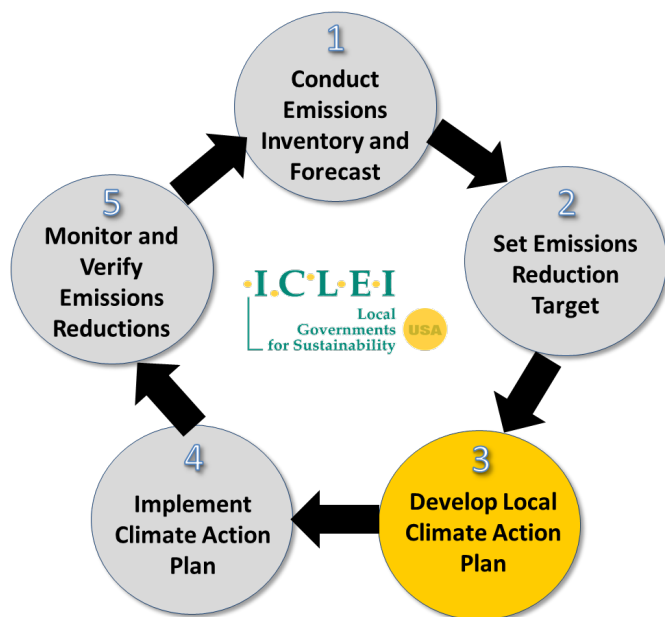 1
Conduct
Emissions
Inventory and
Forecast
2
Set Emissions
Reduction
Target
3
Develop Local
Climate Action
Plan
4
Implement
Climate Action
Plan
5
Monitor and
Verify
Emissions
Reductions
·I·C·L·E·I
Local
Governments USA
for Sustainability